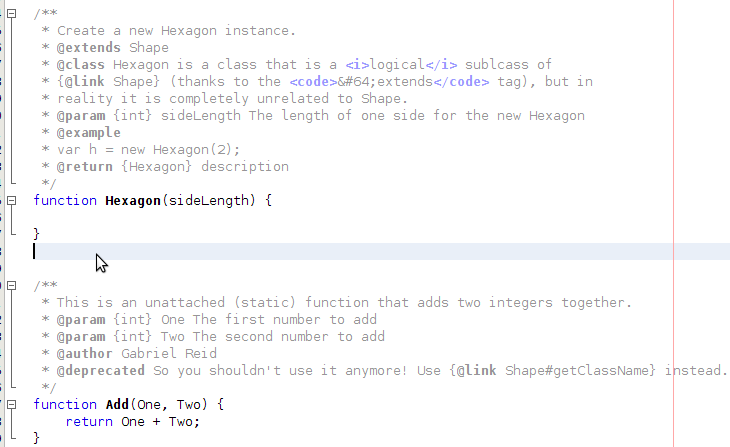 /**
 * Create a new Hexagon instance.
 * @extends Shape
 * @class Hexagon is a class that is a <i>logical</i> sublcass of
 * {@link Shape} (thanks to the <code>&#64;extends</code> tag), but in
 * reality it is completely unrelated to Shape.
 * @param {int} sideLength The length of one side for the new Hexagon
 * @example
 * var h = new Hexagon(2);
 * @return {Hexagon} description
 */
function Hexagon(sideLength) {
}
/**
 * This is an unattached (static) function that adds two integers together.
 * @param {int} One The first number to add
 * @param {int} Two The second number to add
 * @author Gabriel Reid
 * @deprecated So you shouldn't use it anymore! Use {@link Shape#getClassName} instead.
 */
function Add(One, Two) {
    return One + Two;
}